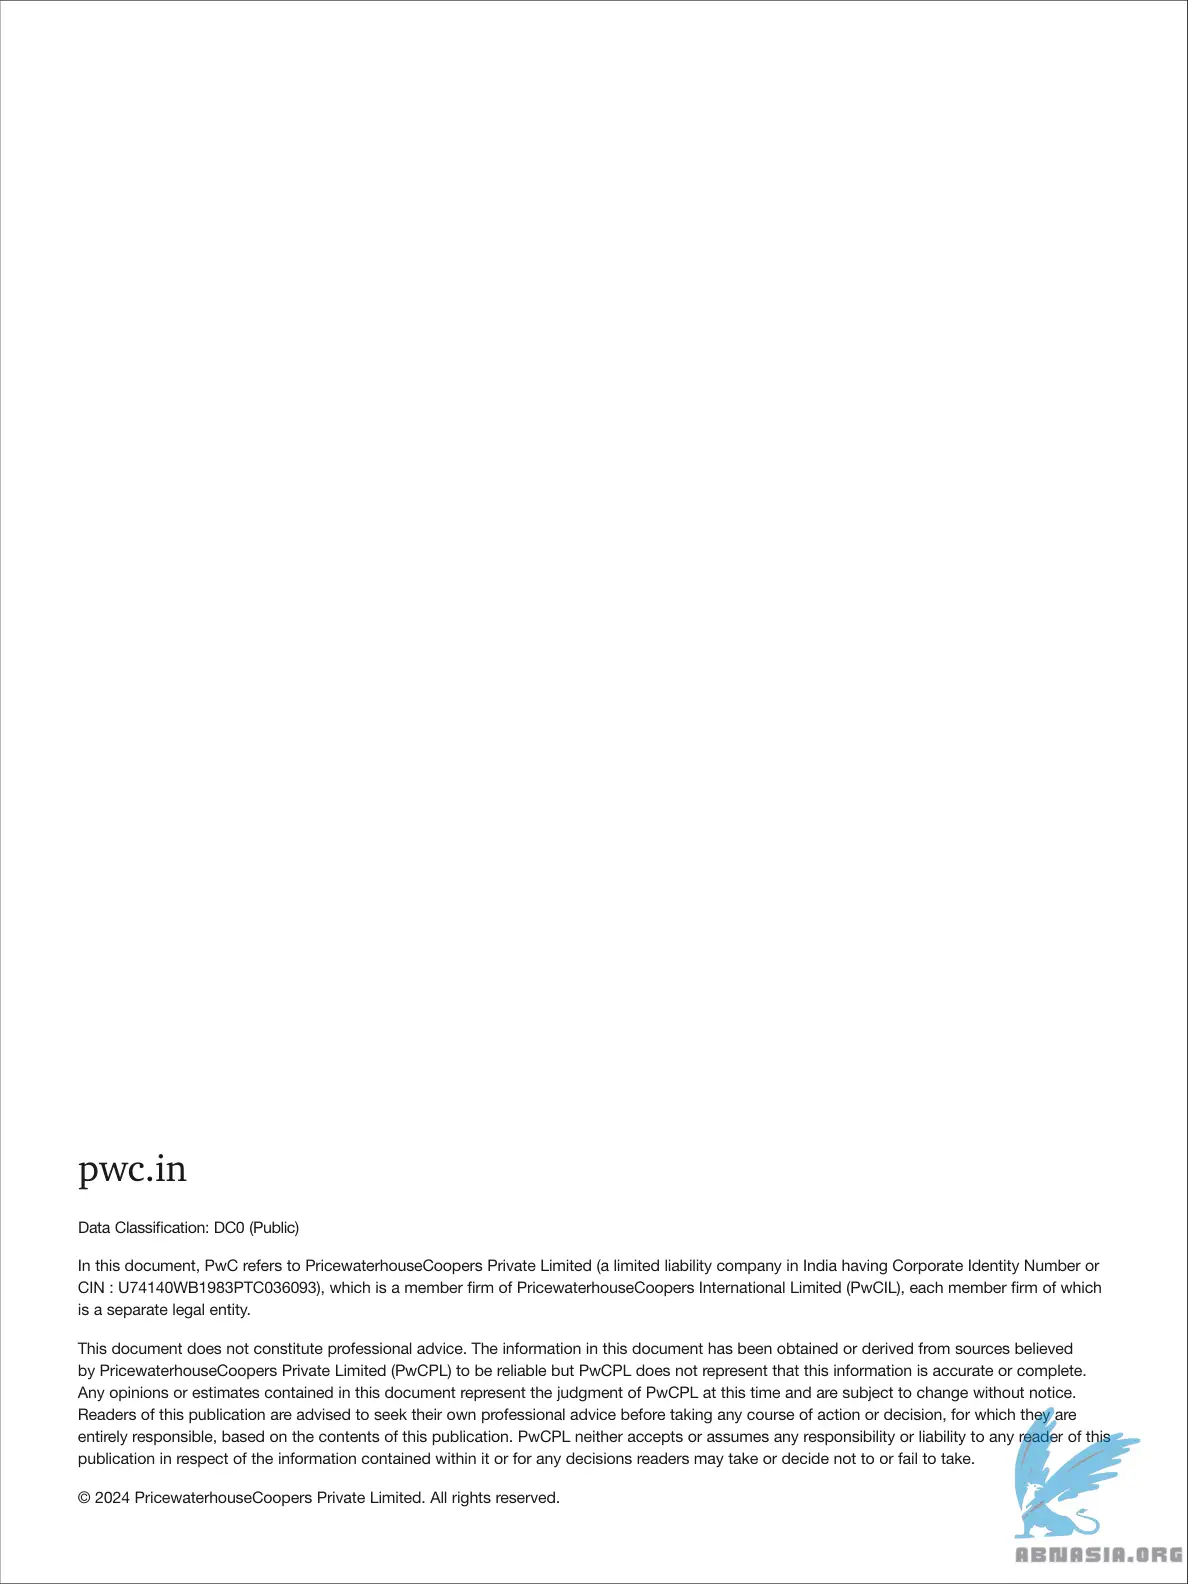 pwc.in
Data Classification: DC0 (Public)
In this document, PwC refers to PricewaterhouseCoopers Private Limited (a limited liability company in India having Corporate Identity Number or
CIN : U74140WB1983PTC036093), which is a member firm of PricewaterhouseCoopers International Limited (PwCIL), each member firm of which
is a separate legal entity.
This document does not constitute professional advice. The information in this document has been obtained or derived from sources believed
by PricewaterhouseCoopers Private Limited (PwCPL) to be reliable but PwCPL does not represent that this information is accurate or complete.
Any opinions or estimates contained in this document represent the judgment of PwCPL at this time and are subject to change without notice.
Readers of this publication are advised to seek their own professional advice before taking any course of action or decision, for which they are
entirely responsible, based on the contents of this publication. PwCPL neither accepts or assumes any responsibility or liability to any reader of this
publication in respect of the information contained within it or for any decisions readers may take or decide not to or fail to take.
© 2024 PricewaterhouseCoopers Private Limited. All rights reserved.
ABNASIA.ORG